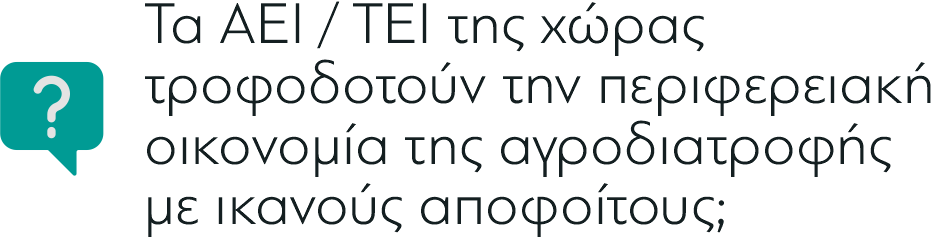 Τα ΑΕΙ / ΤΕΙ της χώρας
τροφοδοτούν την περιφερειακή
οικονομία της αγροδιατροφής
με ικανούς αποφοίτους;
?